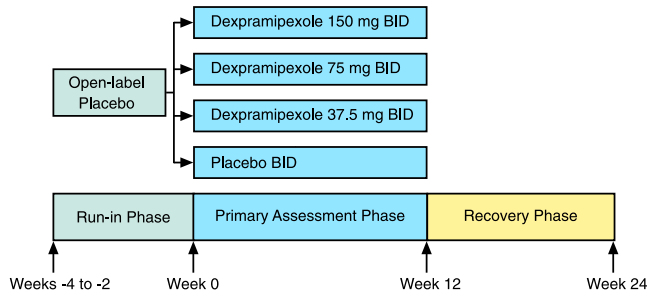 Dexpramipexole 150 mg BID
Dexpramipexole 75 mg BID
Open-label
Placebo
Dexpramipexole 37.5 mg BID
Placebo BID
Run-in Phase
Primary Assessment Phase
Recovery Phase
Weeks -4 to -2
Week 0
Week 12
Week 24